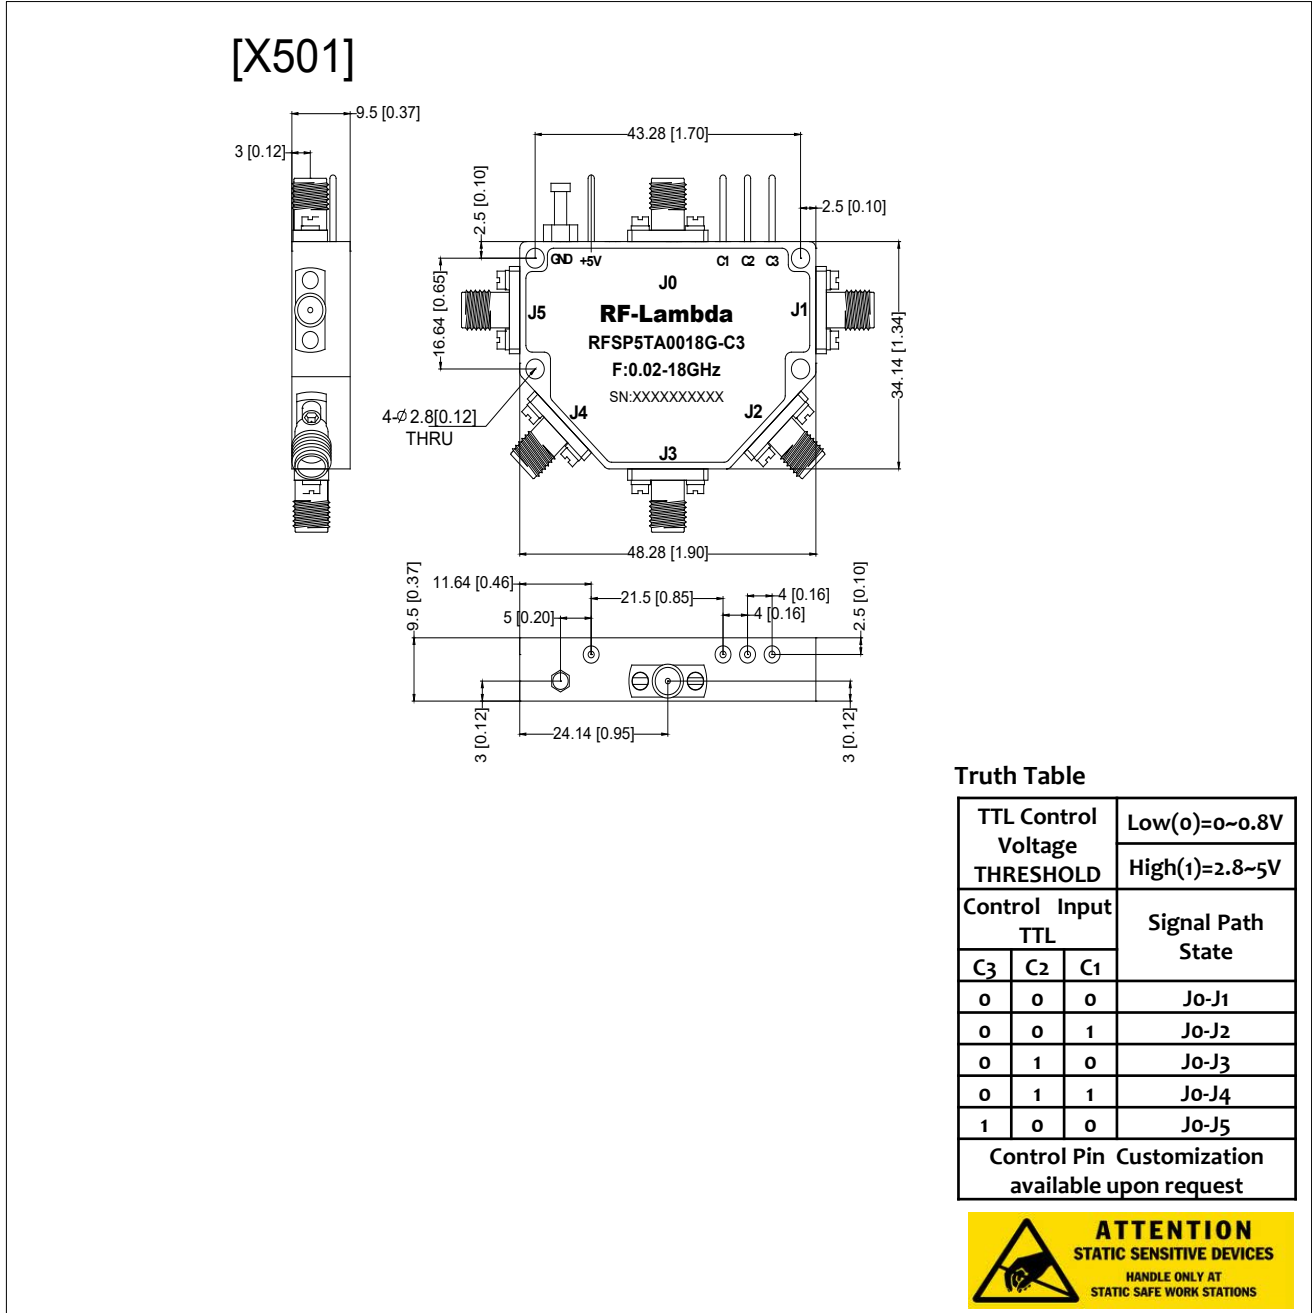 [X501]
9.5 [0.37]
3 [0.12]
43.28 [1.70]
2.5 [0.10]
2.5 [0.10]
GND +5V C1 C2 C3
J0
J5 RF-Lambda J1
RFSP5TA0018G-C3
F:0.02-18GHz
SN:XXXXXXXXXX
16.64 [0.65]
34.14 [1.34]
4-Ø 2.8[0.12]
THRU
J4 J2
J3
48.28 [1.90]
11.64 [0.46]
9.5 [0.37]
21.5 [0.85]
4 [0.16]
5 [0.20]
4 [0.16]
2.5 [0.10]
3 [0.12]
24.14 [0.95]
3 [0.12]
Truth Table
TTL Control Voltage THRESHOLD
Low(0)=0~0.8V
High(1)=2.8~5V
Control Input TTL
Signal Path State
C3 C2 C1
0 0 0 J0-J1
0 0 1 J0-J2
0 1 0 J0-J3
0 1 1 J0-J4
1 0 0 J0-J5
Control Pin Customization
available upon request
ATTENTION
STATIC SENSITIVE DEVICES
HANDLE ONLY AT
STATIC SAFE WORK STATIONS